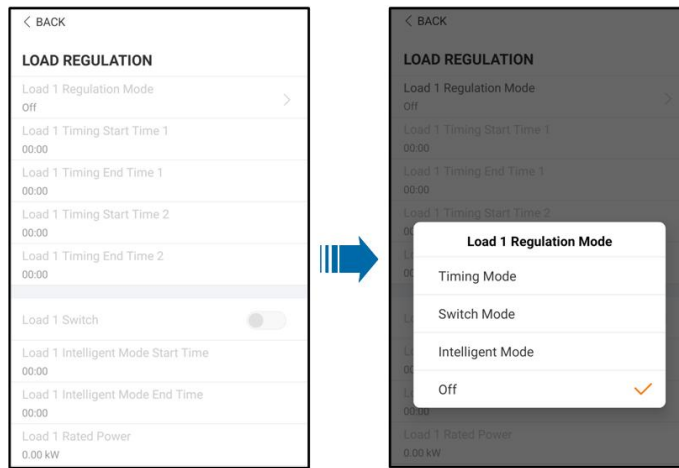 < BACK
LOAD REGULATION
Load 1 Regulation Mode
Off
Load 1 Timing Start Time 1
00:00
Load 1 Timing End Time 1
00:00
Load 1 Timing Start Time 2
00:00
Load 1 Timing End Time 2
00:00
Load 1 Switch
Load 1 Intelligent Mode Start Time
00:00
Load 1 Intelligent Mode End Time
00:00
Load 1 Rated Power
0.00 kW
< BACK
LOAD REGULATION
Load 1 Regulation Mode
Off
Load 1 Timing Start Time 1
00:00
Load 1 Timing End Time 1
00:00
Load 1 Timing Start Time 2
Load 1 Regulation Mode
Timing Mode
Switch Mode
Intelligent Mode
Off
00:00
Load 1 Rated Power
0.00 kW